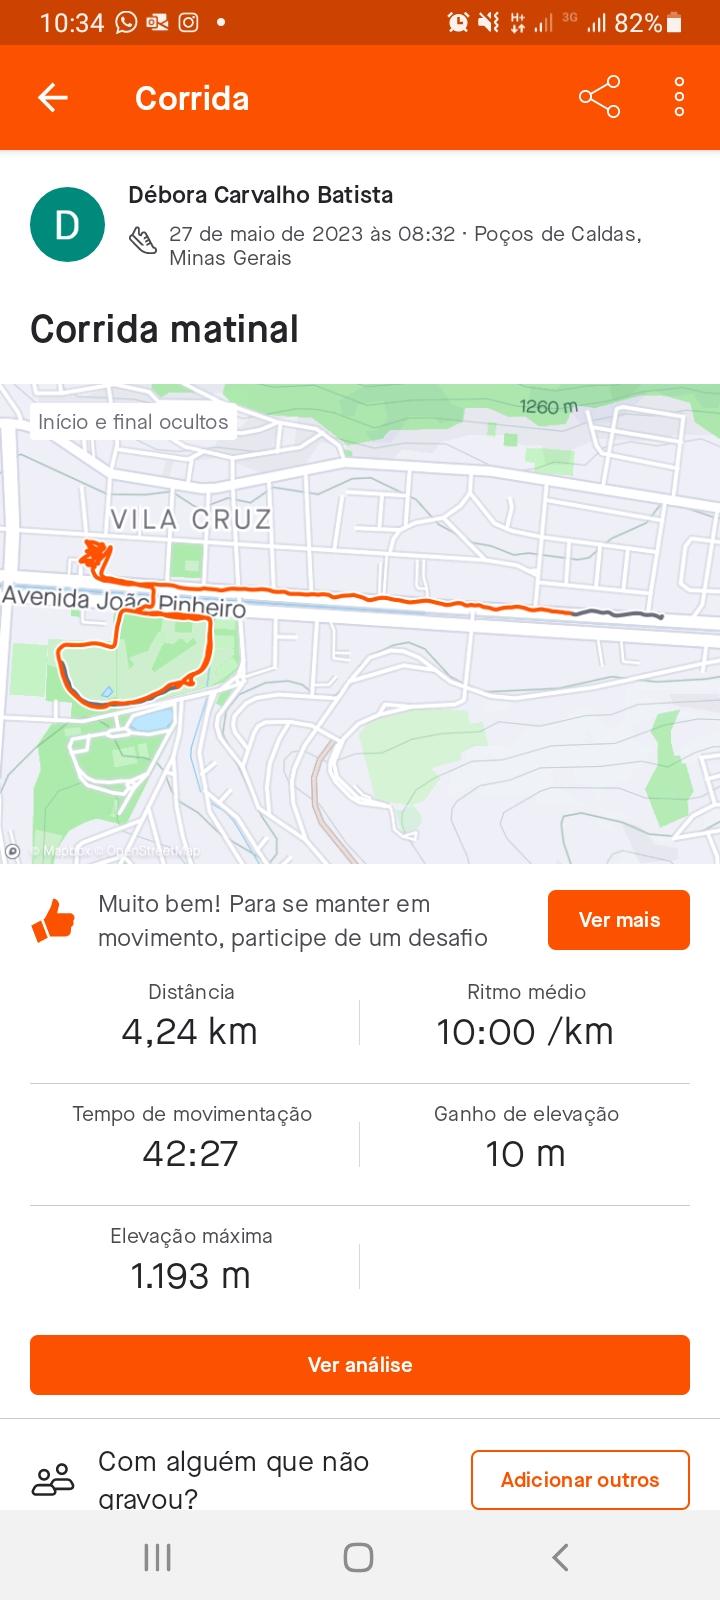 10:34
H+
3G
82%
Corrida
D
Débora Carvalho Batista
27 de maio de 2023 às 08:32 · Poços de Caldas,
Minas Gerais
Corrida matinal
Início e final ocultos
1260 m
VILA CRUZ
Avenida João Pinheiro
© Mapbox © OpenStreetMap
Muito bem! Para se manter em
movimento, participe de um desafio
Ver mais
Distância
4,24 km
Ritmo médio
10:00 /km
Tempo de movimentação
42:27
Ganho de elevação
10 m
Elevação máxima
1.193 m
Ver análise
Com alguém que não
gravou?
Adicionar outros